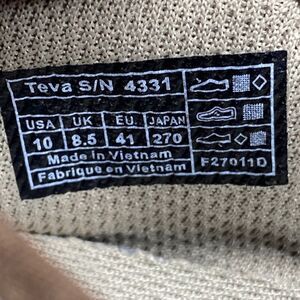 Teva S/N 4331
USA UK EU. JAPAN
10 8.5 41 270
Made in Vietnam
Fabrique en Vietnam
F27011D